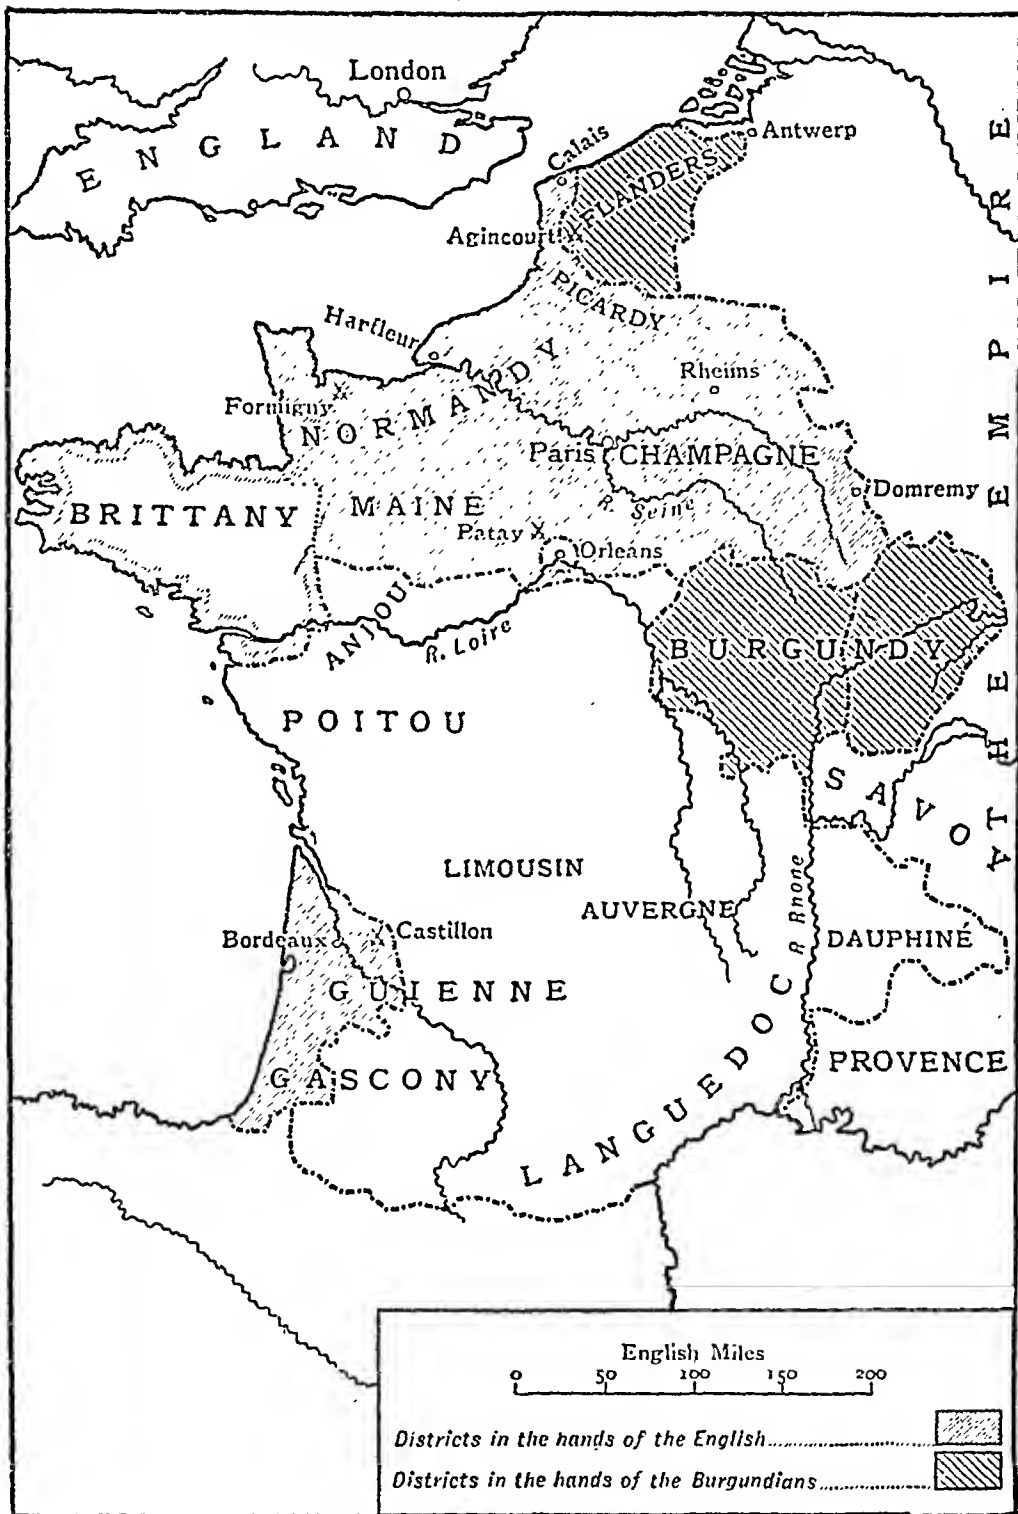 London
ENGLAND
Calais
Antwerp
FLANDERS
Agincourt
PICARDY
Harfleur
NORMANDY
Rheims
Formigny
Paris
CHAMPAGNE
Domremy
BRITTANY
MAINE
R. Seine
Patay
Orleans
ANJOU
R. Loire
BURGUNDY
THE EMPIRE
POITOU
SAVOY
LIMOUSIN
AUVERGNE
R Rhone
DAUPHINÉ
Bordeaux
Castillon
GUIENNE
GASCONY
LANGUEDOC
PROVENCE
English Miles
0 50 100 150 200
Districts in the hands of the English
Districts in the hands of the Burgundians